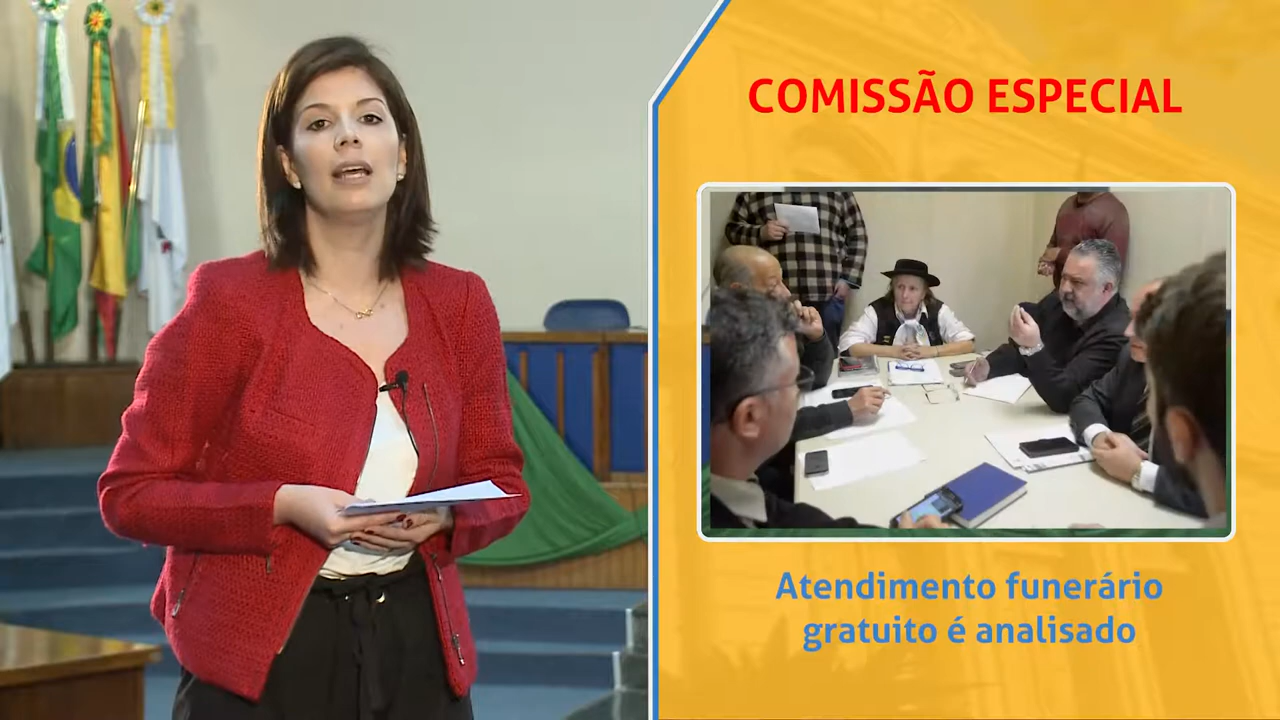 COMISSÃO ESPECIAL
Atendimento funerário
gratuito é analisado